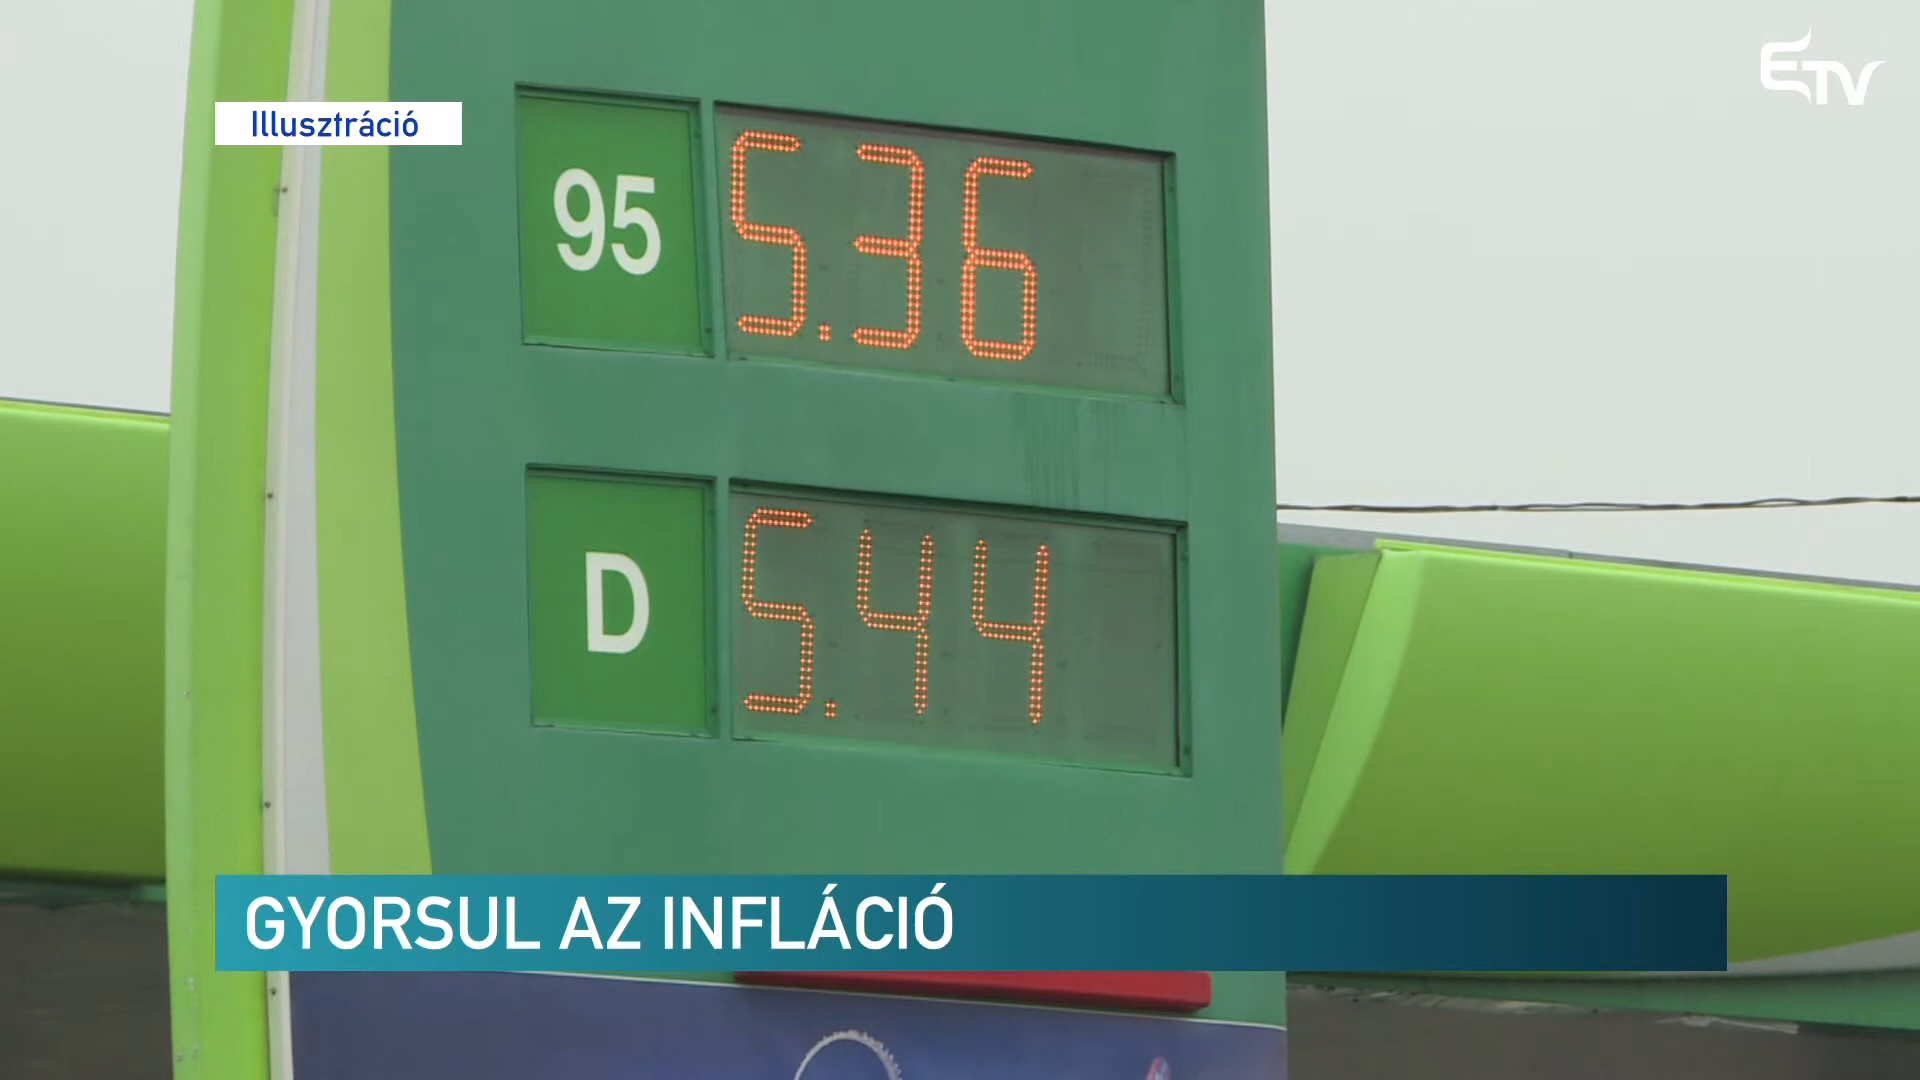 ETV
Illusztráció
95 5.36
D 5.44
GYORSUL AZ INFLÁCIÓ